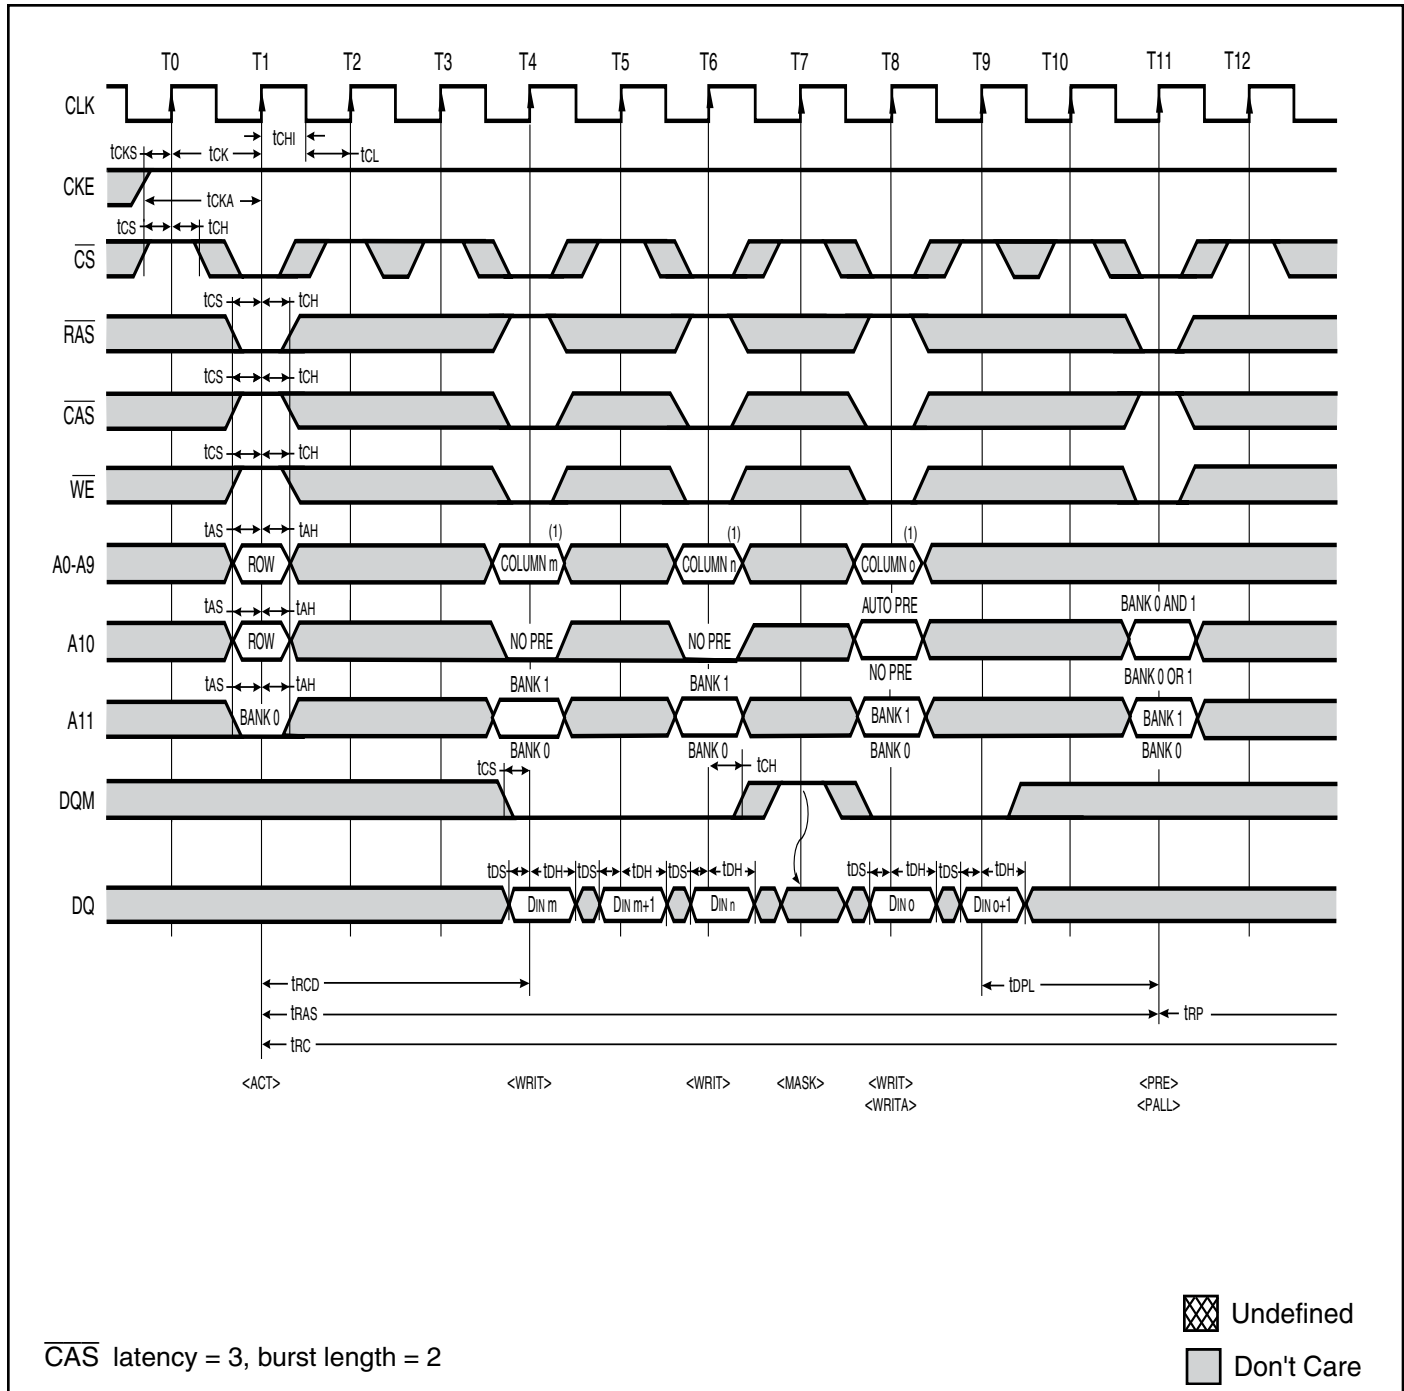 T0 T1 T2 T3 T4 T5 T6 T7 T8 T9 T10 T11 T12
CLK
tCHI
tCKS tCK tCL
CKE
tCKA
tCS tCH
CS
tCS tCH
RAS
tCS tCH
CAS
tCS tCH
WE
tAS tAH (1) (1) (1)
A0-A9 ROW COLUMN m COLUMN n COLUMN o
tAS tAH AUTO PRE BANK 0 AND 1
A10 ROW NO PRE NO PRE
NO PRE BANK 0 OR 1
tAS tAH BANK 1 BANK 1
A11 BANK 0 BANK 1 BANK 1
BANK 0 BANK 0 BANK 0 BANK 0
tCS tCH
DQM
tDS tDH tDS tDH tDS tDH tDS tDH tDS tDH
DQ DIN m DIN m+1 DIN n DIN o DIN o+1
tRCD tDPL
tRAS tRP
tRC
<ACT> <WRIT> <WRIT> <MASK> <WRIT> <PRE>
<WRITA> <PALL>
Undefined
CAS latency = 3, burst length = 2
Don't Care